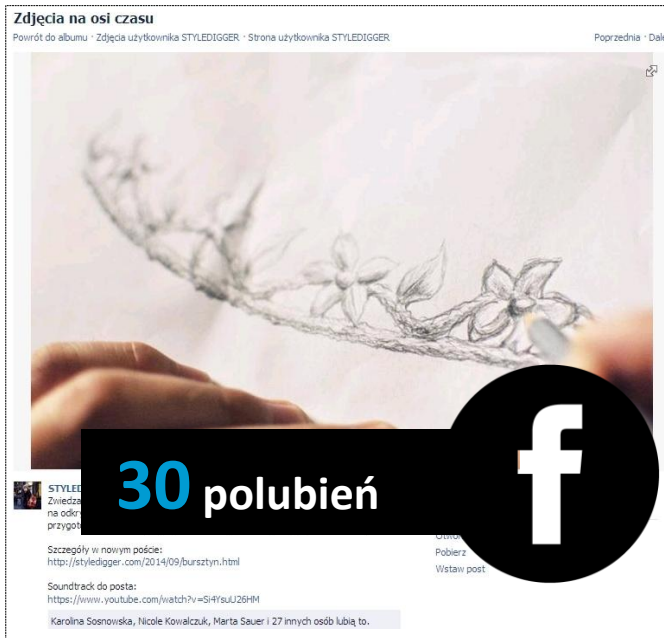 Zdjęcia na osi czasu
Powrót do albumu · Zdjęcia użytkownika STYLEDIGGER · Strona użytkownika STYLEDIGGER
Poprzednia ·
30 polubień
Szczegóły w nowym poście:
http://styledigger.com/2014/09/bursztyn.html
Pobierz
Wstaw post
Soundtrack do posta:
https://www.youtube.com/watch?v=Si4YsuU26HM
Karolina Sosnowska, Nicole Kowalczuk, Marta Sauer i 27 innych osób lubią to.